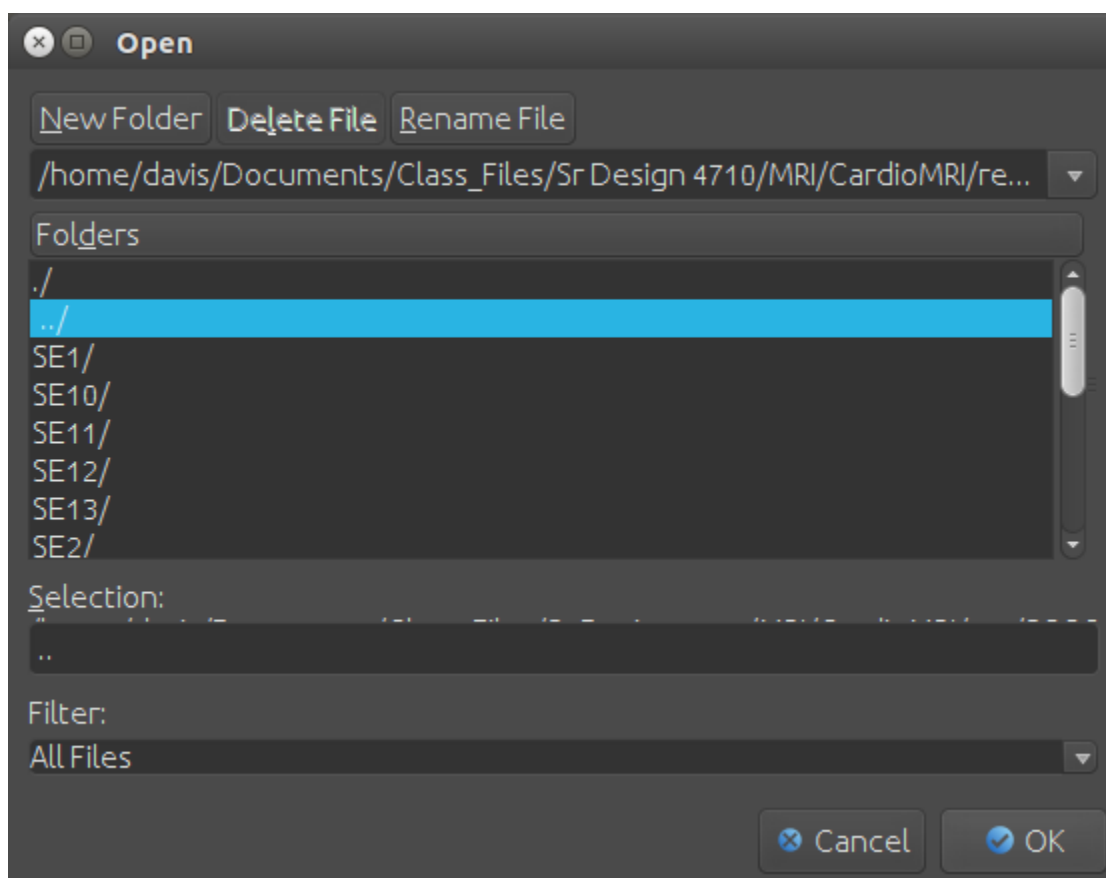 Open
New Folder Delete File Rename File
/home/davis/Documents/Class_Files/Sr Design 4710/MRI/CardioMRI/re...
Folders
./
../
SE1/
SE10/
SE11/
SE12/
SE13/
SE2/
Selection:
..
Filter:
All Files
Cancel OK